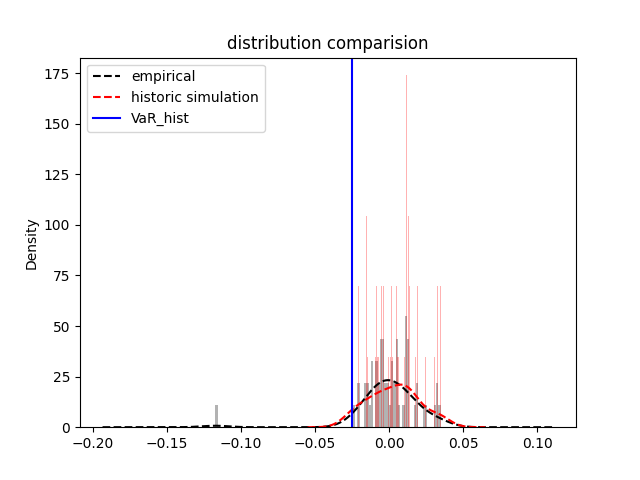 distribution comparision
empirical
historic simulation
VaR_hist
175
150
125
100
75
50
25
0
Density
−0.20 −0.15 −0.10 −0.05 0.00 0.05 0.10